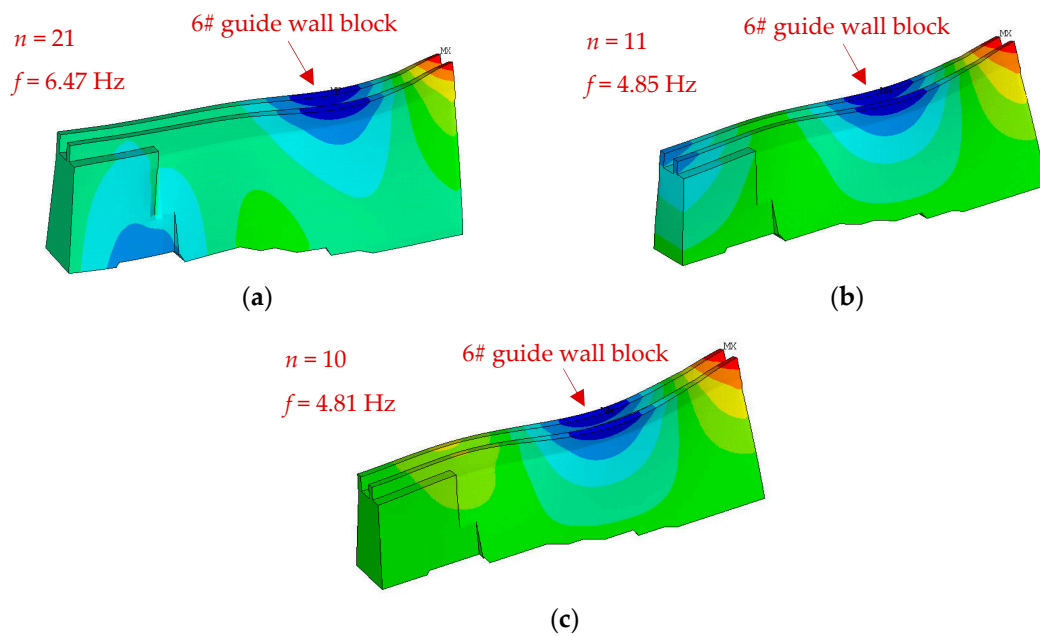 6# guide wall block
n = 21
f = 6.47 Hz
MX
(a)
6# guide wall block
n = 11
f = 4.85 Hz
MX
(b)
6# guide wall block
n = 10
f = 4.81 Hz
MX
(c)